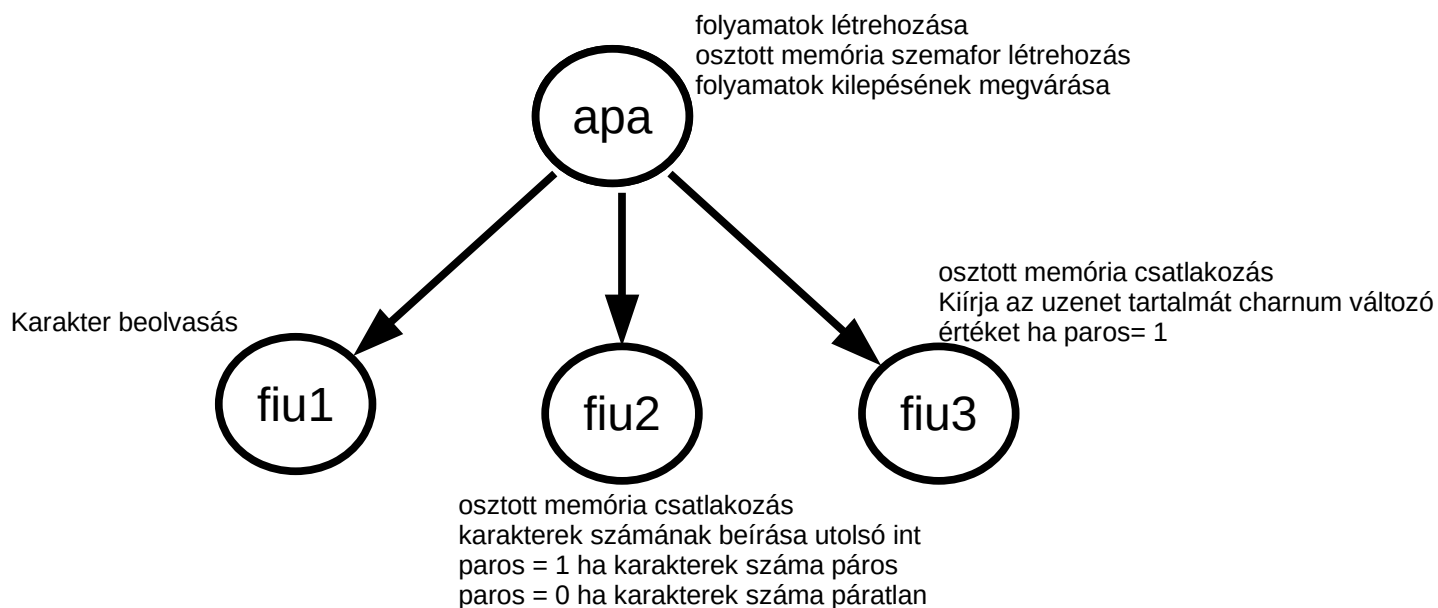 folyamatok létrehozása
osztott memória szemafor létrehozás
folyamatok kilepésének megvárása
apa
osztott memória csatlakozás
Kiírja az uzenet tartalmát charnum változó
értéket ha paros= 1
Karakter beolvasás
fiu1
fiu2
fiu3
osztott memória csatlakozás
karakterek számának beírása utolsó int
paros = 1 ha karakterek száma páros
paros = 0 ha karakterek száma páratlan